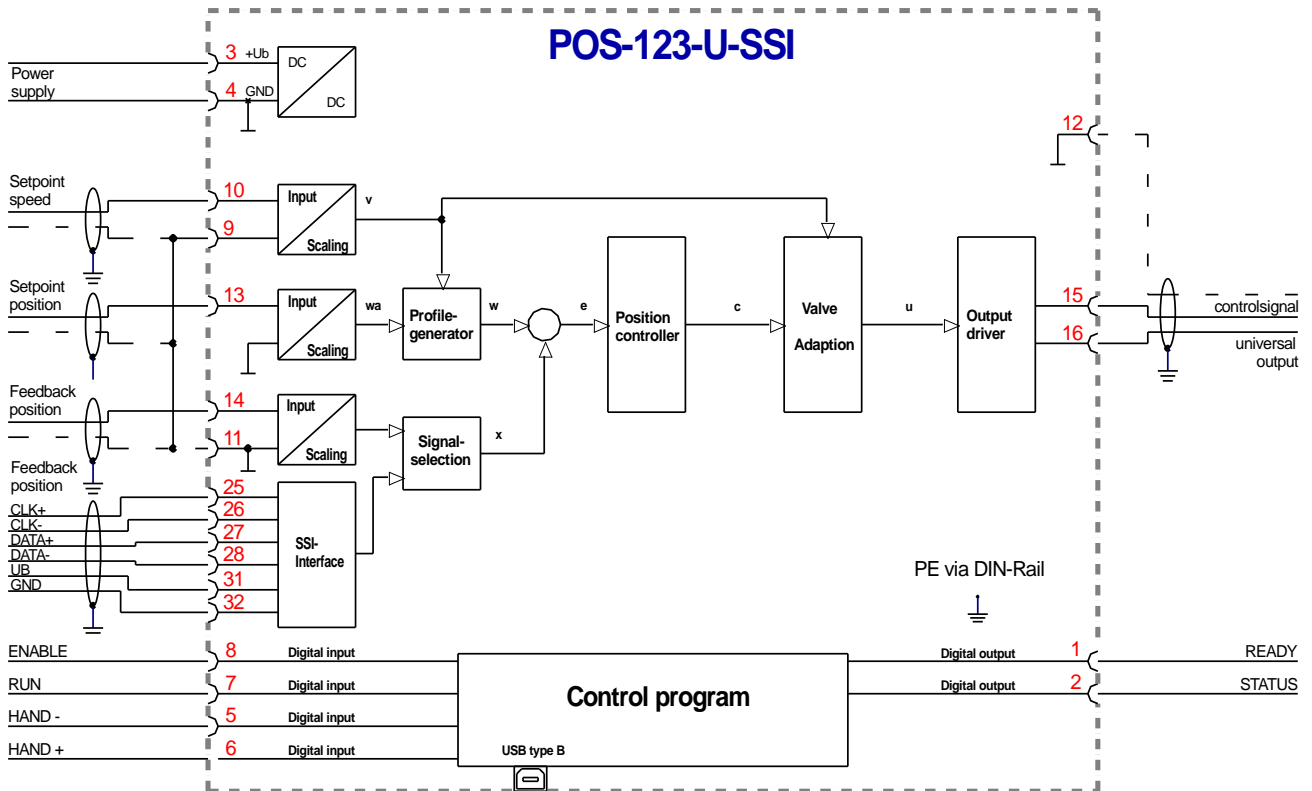 POS-123-U-SSI
Power
supply
3
+Ub
4
GND
DC
DC
12
Setpoint
speed
10
9
Input
Scaling
v
Setpoint
position
13
Input
Scaling
wa
Profile-
generator
w
e
Position
controller
c
Valve
Adaption
u
Output
driver
15
16
controlsignal
universal
output
Feedback
position
14
11
Input
Scaling
Signal-
selection
x
Feedback
position
CLK+
CLK-
DATA+
DATA-
UB
GND
25
26
27
28
31
32
SSI-
Interface
PE via DIN-Rail
ENABLE
8
Digital input
RUN
7
Digital input
HAND -
5
Digital input
HAND +
6
Digital input
Control program
USB type B
Digital output
1
READY
Digital output
2
STATUS